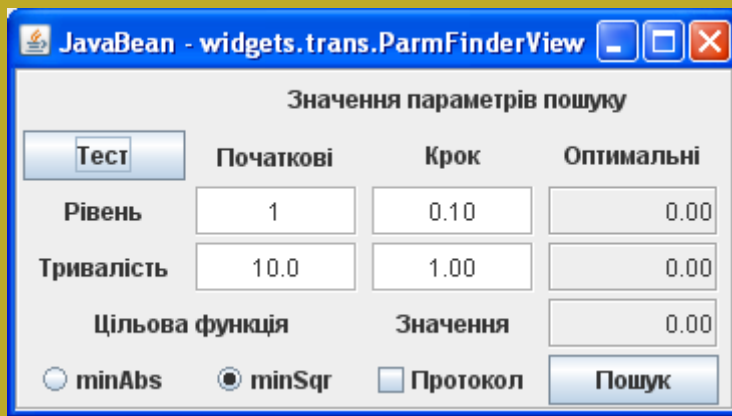 JavaBean - widgets.trans.ParmFinderView
Значення параметрів пошуку
Тест Початкові Крок Оптимальні
Рівень 1 0.10 0.00
Тривалість 10.0 1.00 0.00
Цільова функція Значення 0.00
minAbs minSqr Протокол Пошук